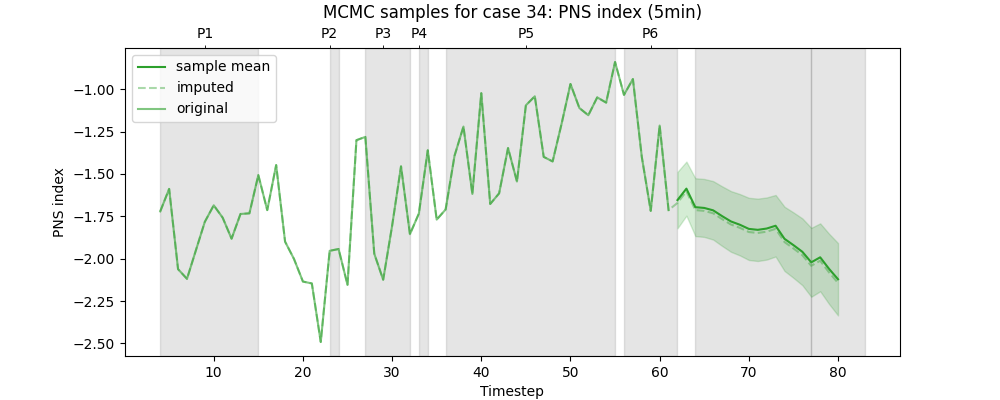 MCMC samples for case 34: PNS index (5min)
P1 P2 P3 P4 P5 P6
sample mean
imputed
original
−1.00
−1.25
−1.50
−1.75
−2.00
−2.25
−2.50
PNS index
10 20 30 40 50 60 70 80
Timestep